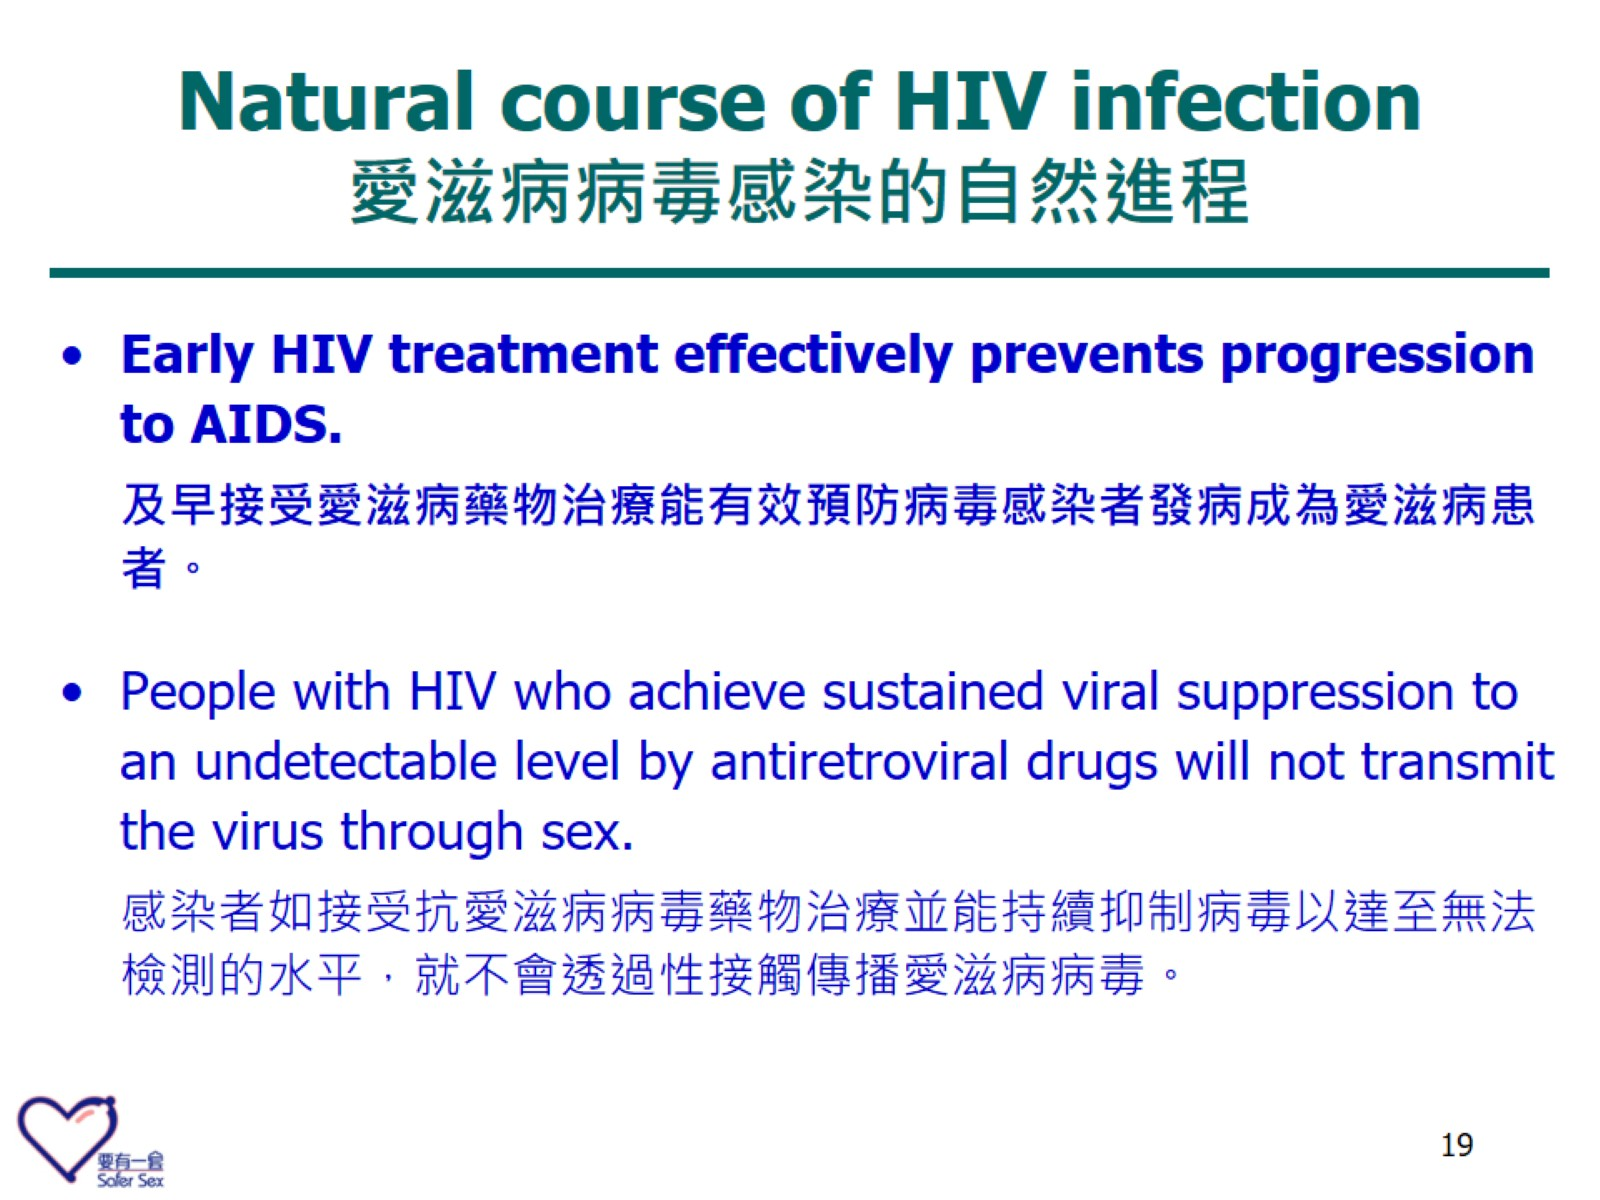 Natural course of HIV infection
愛滋病病毒感染的自然進程
• Early HIV treatment effectively prevents progression
to AIDS.
及早接受愛滋病藥物治療能有效預防病毒感染者發病成為愛滋病患
者。
• People with HIV who achieve sustained viral suppression to
an undetectable level by antiretroviral drugs will not transmit
the virus through sex.
感染者如接受抗愛滋病病毒藥物治療並能持續抑制病毒以達至無法
檢測的水平，就不會透過性接觸傳播愛滋病病毒。
要有一套
Safer Sex
19